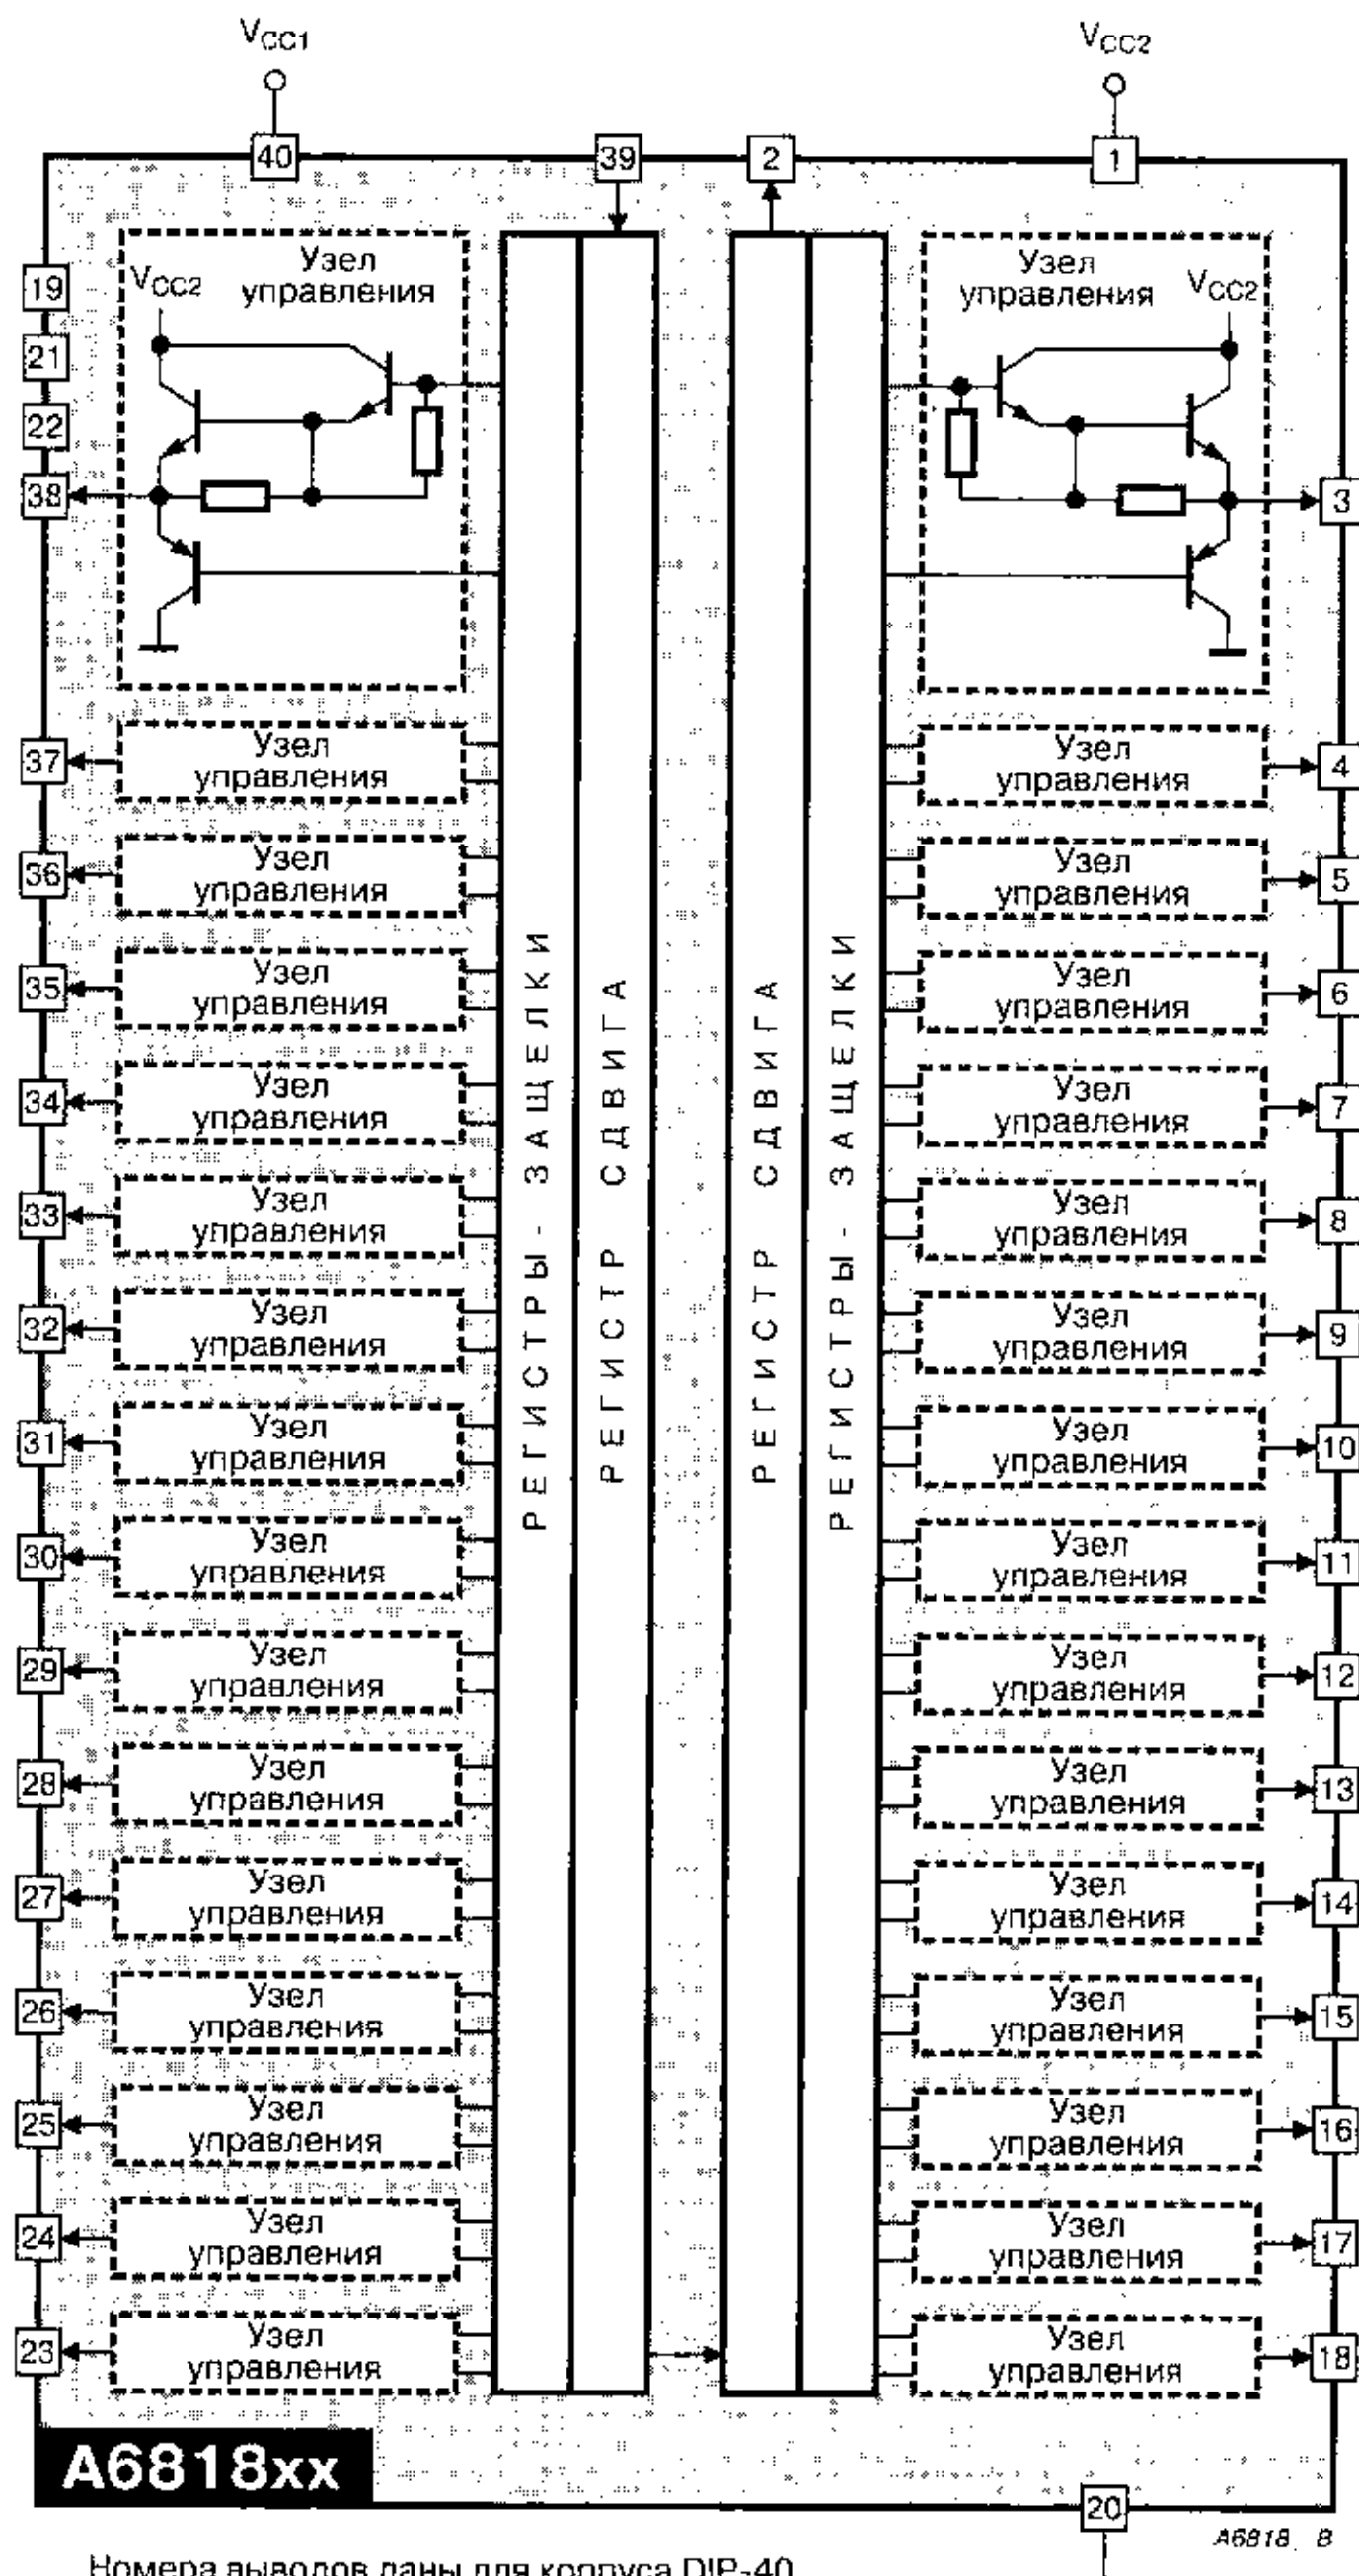 VCC1
VCC2
40
39
2
1
19
21
22
38
Узел
управления
VCC2
Узел
управления
VCC2
3
37
Узел
управления
Узел
управления
4
36
Узел
управления
Узел
управления
5
35
Узел
управления
Узел
управления
6
34
Узел
управления
Узел
управления
7
33
Узел
управления
Узел
управления
8
32
Узел
управления
Узел
управления
9
31
Узел
управления
Узел
управления
10
30
Узел
управления
Узел
управления
11
29
Узел
управления
Узел
управления
12
28
Узел
управления
Узел
управления
13
27
Узел
управления
Узел
управления
14
26
Узел
управления
Узел
управления
15
25
Узел
управления
Узел
управления
16
24
Узел
управления
Узел
управления
17
23
Узел
управления
Узел
управления
18
РЕГИСТРЫ-ЗАЩЕЛКИ
РЕГИСТР СДВИГА
РЕГИСТР СДВИГА
РЕГИСТРЫ-ЗАЩЕЛКИ
A6818xx
20
A6818_B
Номера выводов даны для корпуса DIP-40